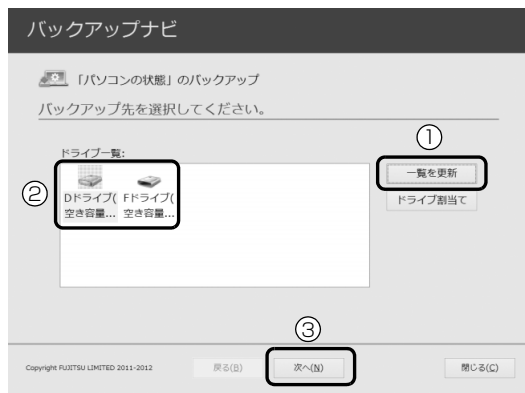 バックアップナビ
「パソコンの状態」のバックアップ
バックアップ先を選択してください。
①
ドライブ一覧:
一覧を更新
②
Dドライブ( Fドライブ(
空き容量... 空き容量...
ドライブ割当て
③
Copyright FUJITSU LIMITED 2011-2012 戻る(B) 次へ(N) 閉じる(C)